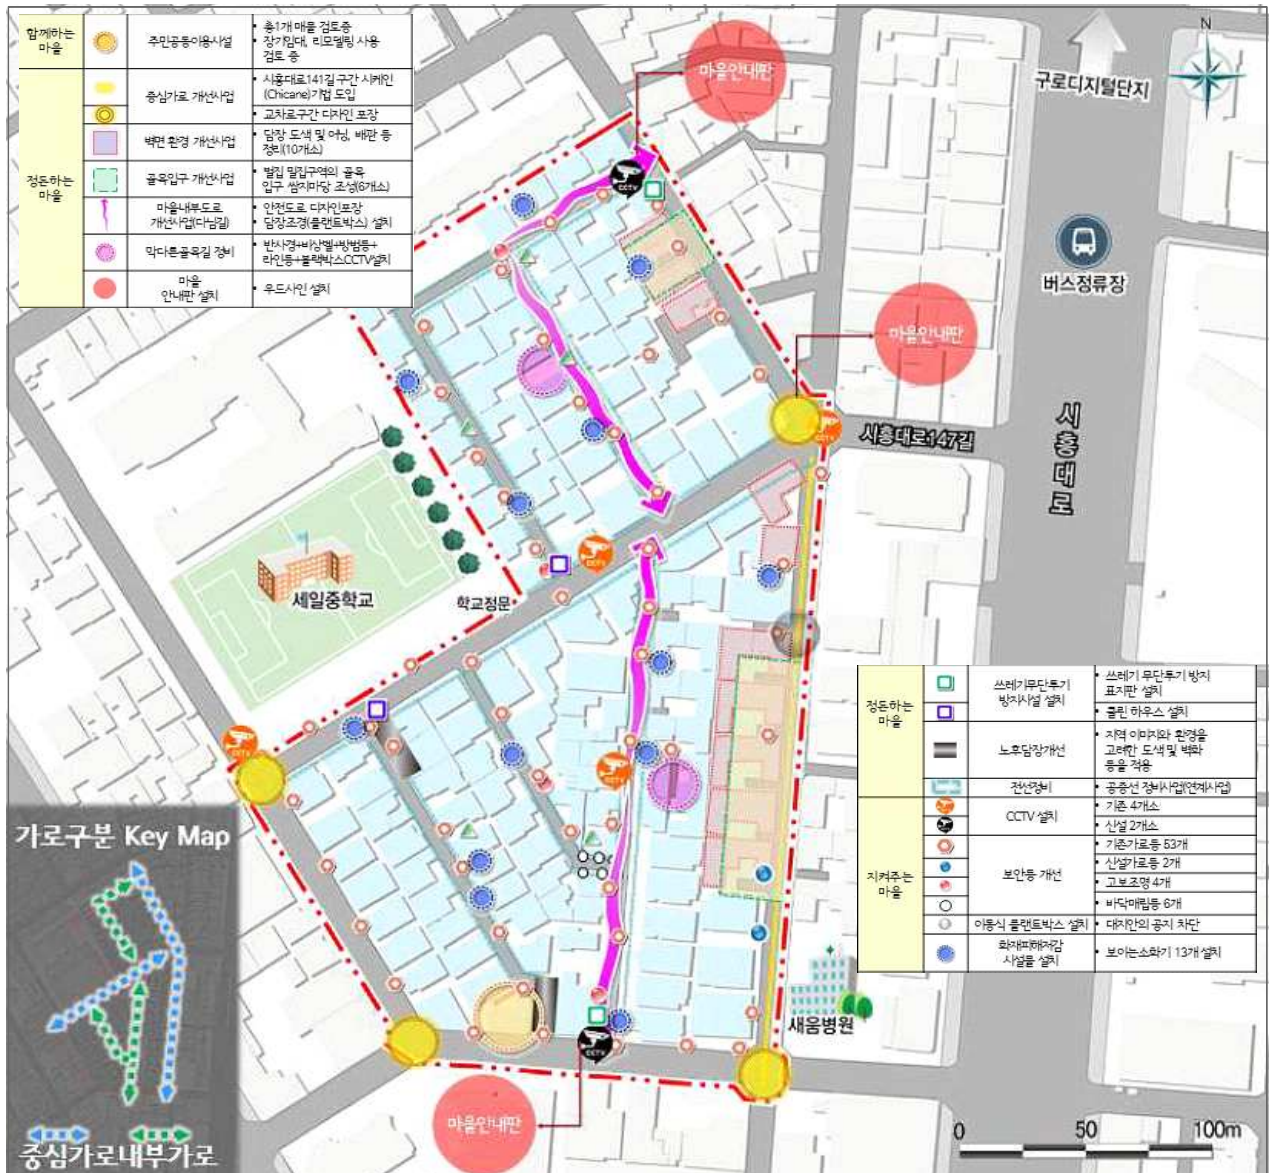 함께하는
마을
주민공동이용시설
• 총1개 매물 검토중
• 장기임대, 리모델링 사용
검토 중
정돈하는
마을
중심가로 개선사업
• 시흥대로141길 구간 시케인
(Chicane)기법 도입
• 교차로구간 디자인 포장
벽면 환경 개선사업
• 담장 도색 및 어닝, 배관 등
정리(10개소)
골목입구 개선사업
• 벌집 밀집구역의 골목
입구 쌈지마당 조성(6개소)
마을내부도로
개선사업(다님길)
• 안전도로 디자인포장
• 담장조경(플랜트박스) 설치
막다른골목길 정비
• 반사경+비상벨+방범등+
라인등+블랙박스CCTV설치
마을
안내판 설치
• 우드사인 설치
마을안내판
N
구로디지털단지
버스정류장
마을안내판
시흥대로147길
시흥대로
CCTV
CCTV
CCTV
세일중학교
학교정문
CCTV
CCTV
CCTV
정돈하는
마을
쓰레기무단투기
방지시설 설치
• 쓰레기 무단투기 방지
표지판 설치
• 클린 하우스 설치
노후담장개선
• 지역 이미지와 환경을
고려한 도색 및 벽화
등을 적용
전선정비
• 공중선 정비사업(연계사업)
지켜주는
마을
CCTV 설치
• 기존 4개소
• 신설 2개소
보안등 개선
• 기존가로등 53개
• 신설가로등 2개
• 고보조명 4개
• 바닥매립등 6개
이동식 플랜트박스 설치
• 대지안의 공지 차단
화재피해저감
시설물 설치
• 보이는소화기 13개 설치
새움병원
마을안내판
가로구분 Key Map
중심가로 내부가로
0 50 100m